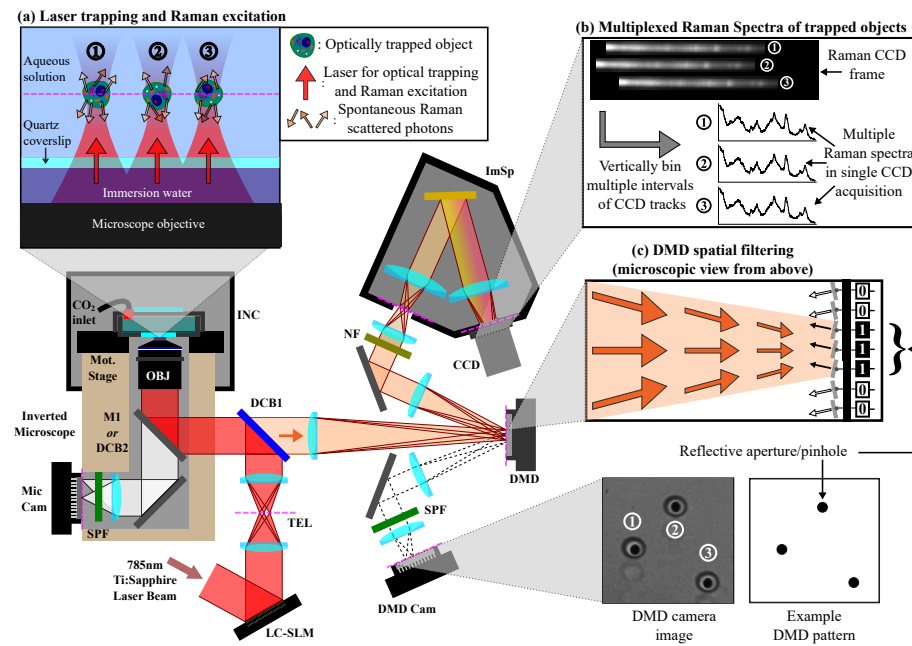 (a) Laser trapping and Raman excitation
Aqueous
solution
①
②
③
Quartz
coverslip
Immersion water
Microscope objective
: Optically trapped object
: Laser for optical trapping
and Raman excitation
: Spontaneous Raman
scattered photons
(b) Multiplexed Raman Spectra of trapped objects
①
②
③
Raman CCD
frame
Vertically bin
multiple intervals
of CCD tracks
①
②
③
Multiple
Raman spectra
in single CCD
acquisition
(c) DMD spatial filtering
(microscopic view from above)
0
0
1
1
1
0
0
}
Reflective aperture/pinhole
①
②
③
DMD camera
image
Example
DMD pattern
ImSp
NF
CCD
CO2
inlet
INC
Mot.
Stage
OBJ
Inverted
Microscope
M1
or
DCB2
DCB1
DMD
Mic
Cam
SPF
TEL
SPF
785nm
Ti:Sapphire
Laser Beam
DMD Cam
LC-SLM